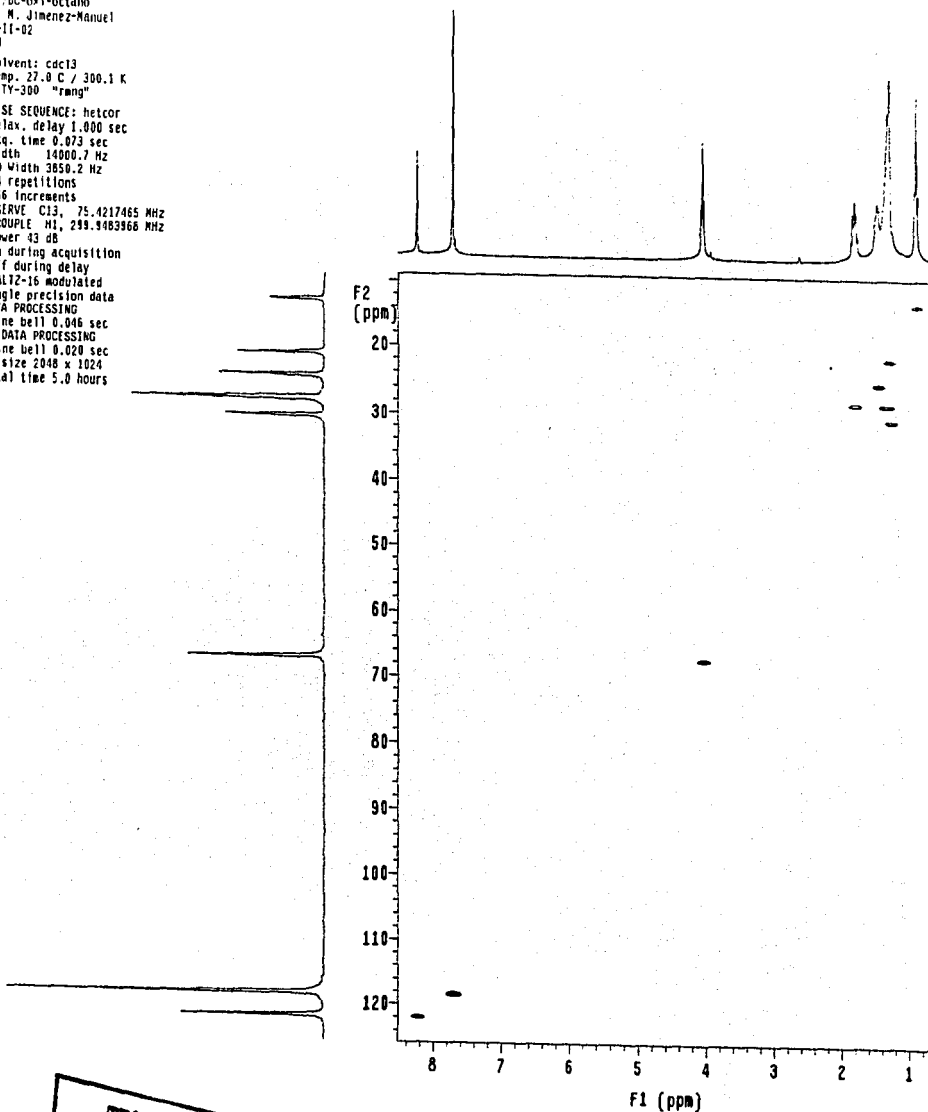 M. Jimenez-Manuel
-II-02
lvent: cdcl3
mp. 27.0 C / 300.1 K
TY-300 "rmng"
SE SEQUENCE: hetcor
lax. delay 1.000 sec
q. time 0.073 sec
dth 14000.7 Hz
Width 3850.2 Hz
repetitions
6 increments
SERVE C13, 75.4217465 MHz
OUPLE H1, 299.9483966 MHz
wer 43 dB
during acquisition
f during delay
ALTZ-16 modulated
gle precision data
A PROCESSING
ne bell 0.046 sec
DATA PROCESSING
ne bell 0.020 sec
size 2048 x 1024
al time 5.0 hours
F2
(ppm)
20
30
40
50
60
70
80
90
100
110
120
8 7 6 5 4 3 2 1
F1 (ppm)